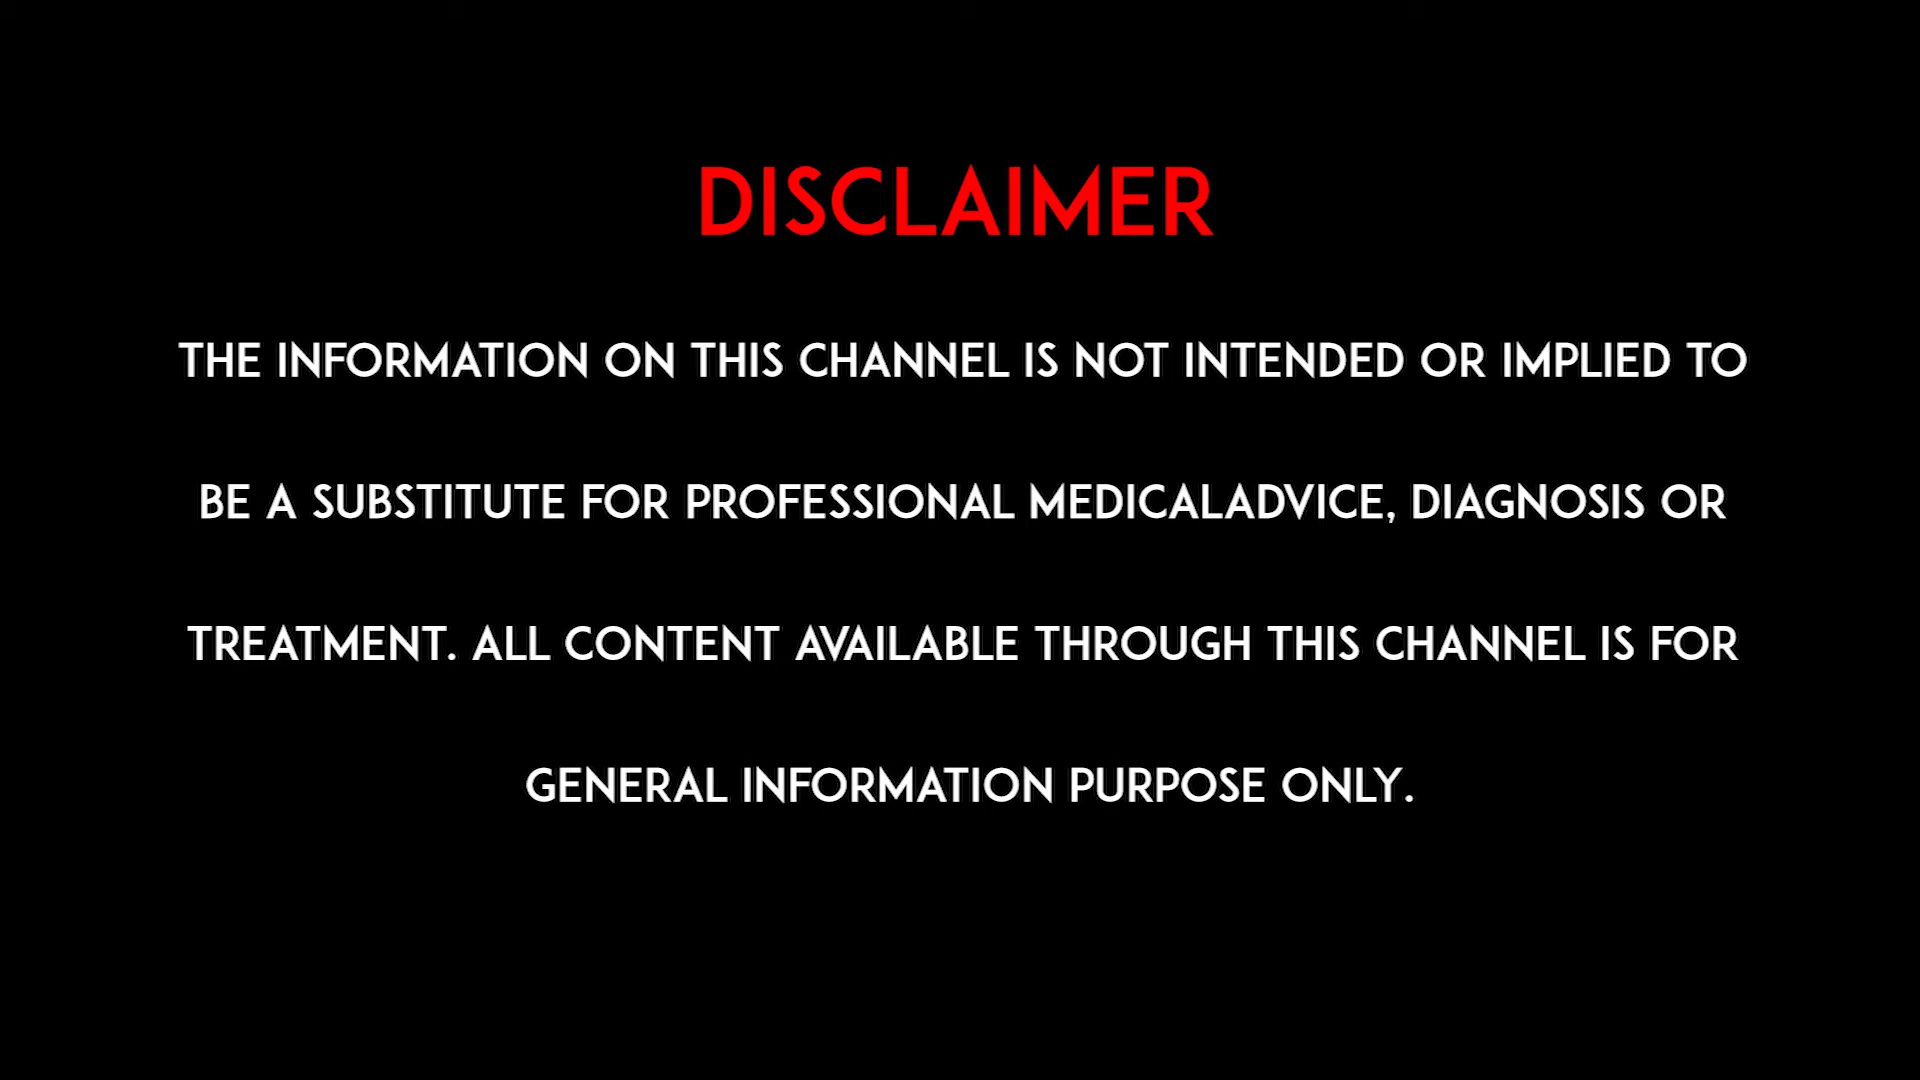 DISCLAIMER
THE INFORMATION ON THIS CHANNEL IS NOT INTENDED OR IMPLIED TO
BE A SUBSTITUTE FOR PROFESSIONAL MEDICALADVICE, DIAGNOSIS OR
TREATMENT. ALL CONTENT AVAILABLE THROUGH THIS CHANNEL IS FOR
GENERAL INFORMATION PURPOSE ONLY.